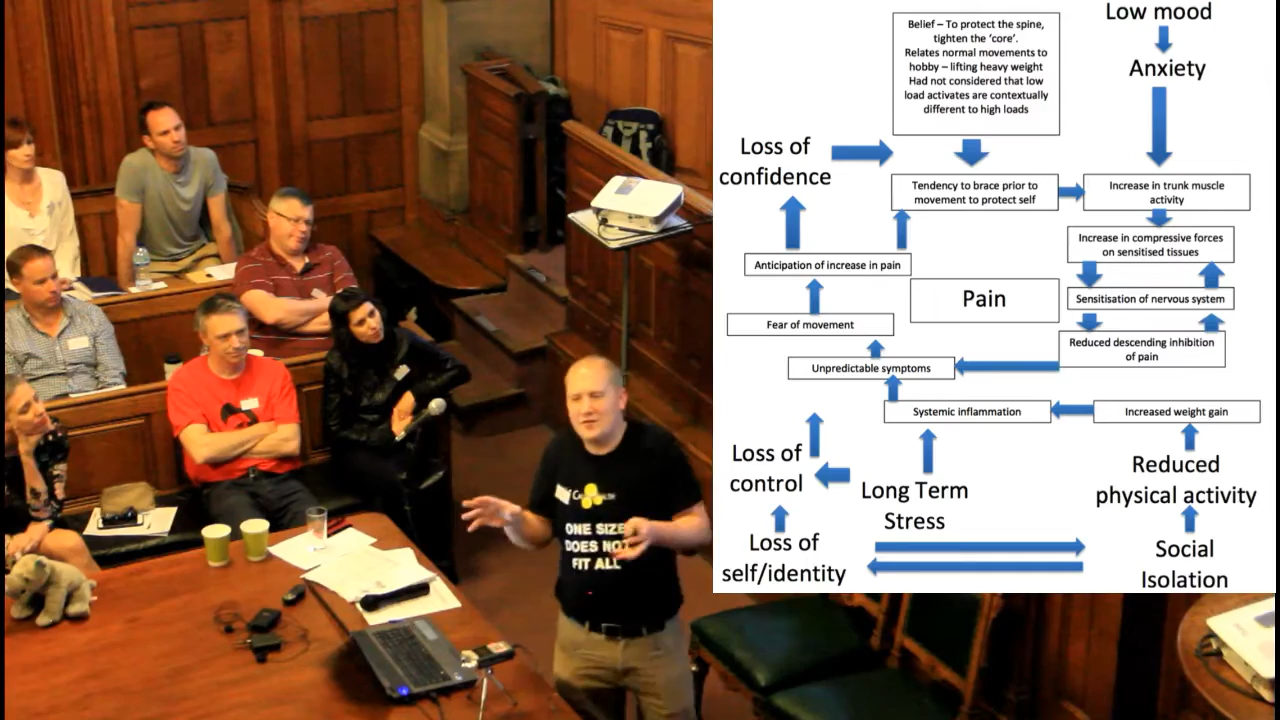 Low mood
Belief – To protect the spine,
tighten the ‘core’.
Relates normal movements to
hobby – lifting heavy weight
Had not considered that low
load activates are contextually
different to high loads
Anxiety
Loss of
confidence
Tendency to brace prior to
movement to protect self
Increase in trunk muscle
activity
Increase in compressive forces
on sensitised tissues
Anticipation of increase in pain
Pain
Sensitisation of nervous system
Fear of movement
Reduced descending inhibition
of pain
Unpredictable symptoms
Systemic inflammation
Increased weight gain
Loss of
control
Long Term
Stress
Reduced
physical activity
Loss of
self/identity
Social
Isolation
ONE SIZE
DOES NOT
FIT ALL